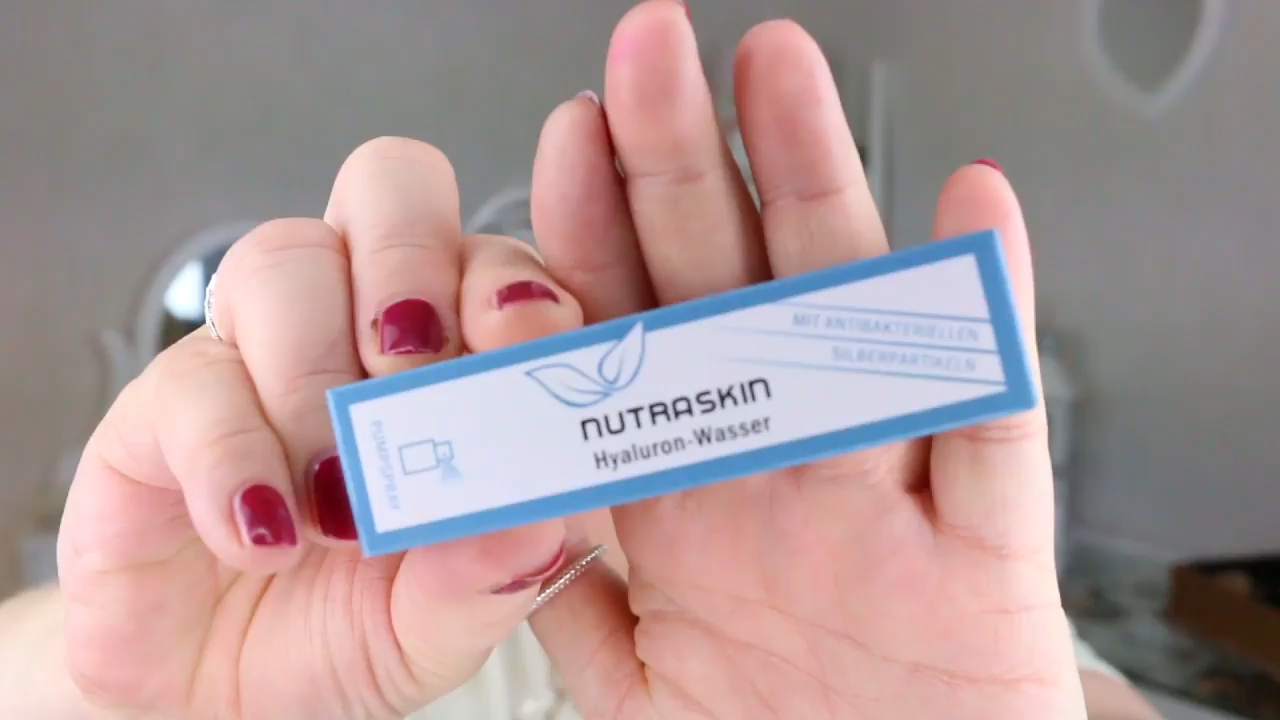 MIT ANTIBAKTERIELLEN
SILBERPARTIKELN
NUTRASKIN
Hyaluron-Wasser
PUMPSPRAY